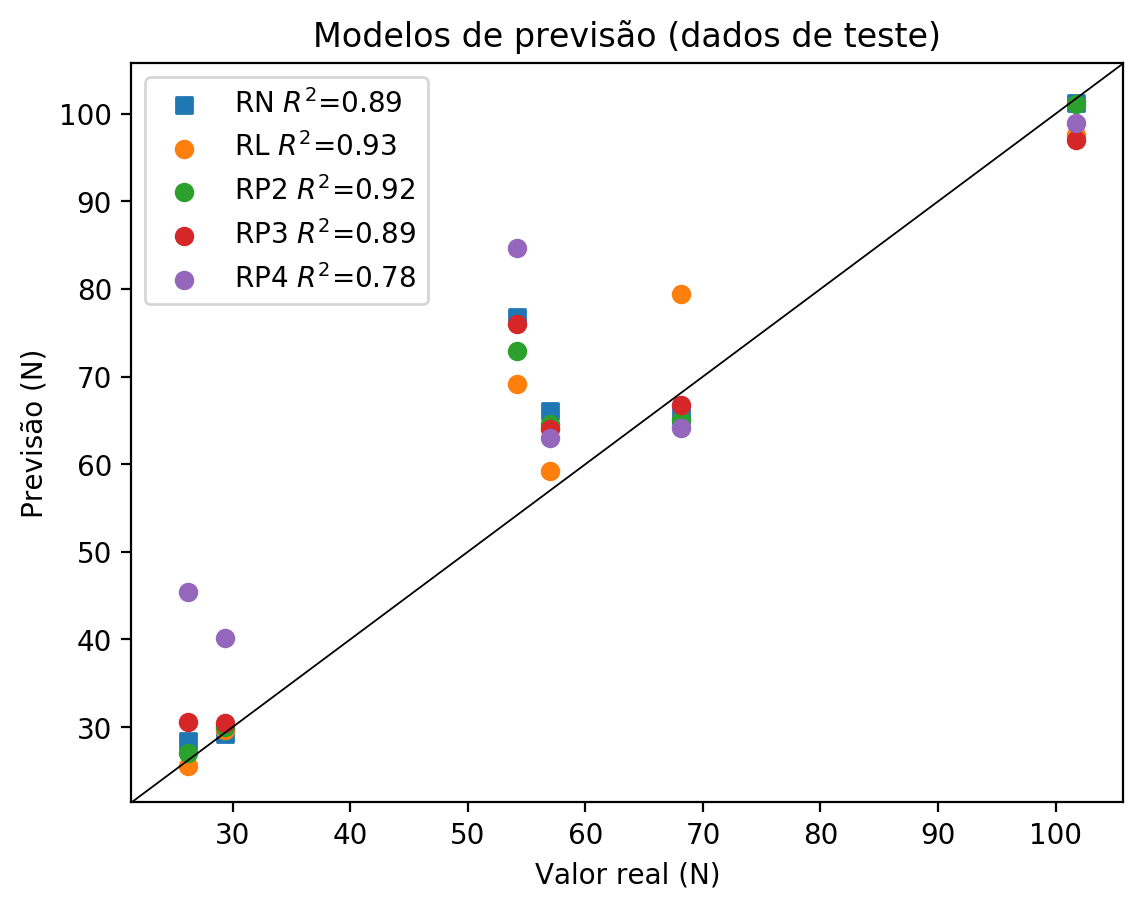 Modelos de previsão (dados de teste)
RN R²=0.89
RL R²=0.93
RP2 R²=0.92
RP3 R²=0.89
RP4 R²=0.78
100
90
80
70
60
50
40
30
Previsão (N)
30 40 50 60 70 80 90 100
Valor real (N)